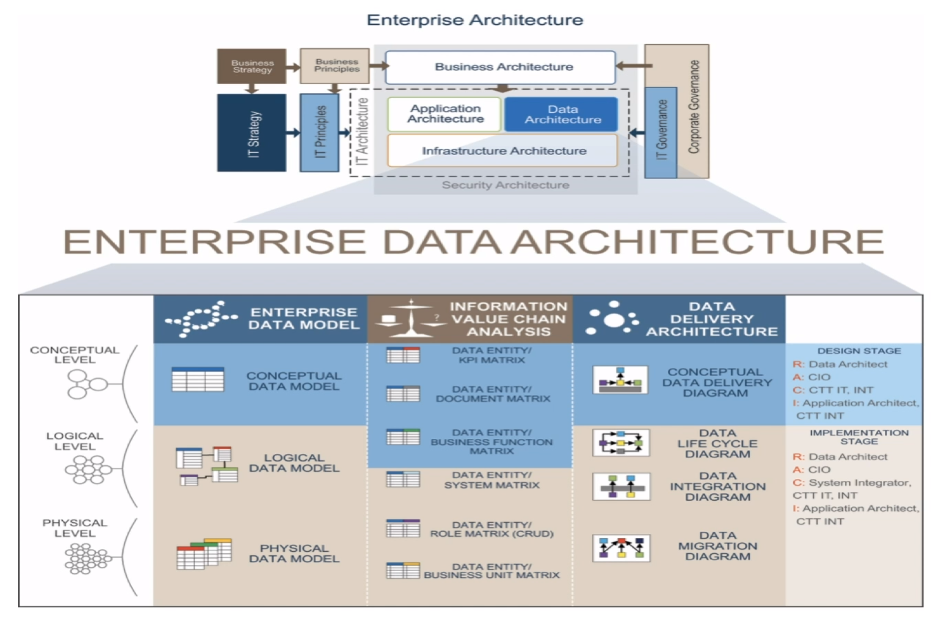 Enterprise Architecture
Business
Strategy
Business
Principles
Business Architecture
IT Strategy
IT Principles
IT Architecture
Application
Architecture
Data
Architecture
Infrastructure Architecture
Security Architecture
IT Governance
Corporate Governance
ENTERPRISE DATA ARCHITECTURE
ENTERPRISE
DATA MODEL
?
INFORMATION
VALUE CHAIN
ANALYSIS
DATA
DELIVERY
ARCHITECTURE
CONCEPTUAL
LEVEL
CONCEPTUAL
DATA MODEL
DATA ENTITY/
KPI MATRIX
DATA ENTITY/
DOCUMENT MATRIX
DATA ENTITY/
BUSINESS FUNCTION
MATRIX
CONCEPTUAL
DATA DELIVERY
DIAGRAM
DESIGN STAGE
R: Data Architect
A: CIO
C: CTT IT, INT
I: Application Architect,
CTT INT
LOGICAL
LEVEL
LOGICAL
DATA MODEL
DATA ENTITY/
SYSTEM MATRIX
DATA
LIFE CYCLE
DIAGRAM
DATA
INTEGRATION
DIAGRAM
IMPLEMENTATION
STAGE
R: Data Architect
A: CIO
C: System Integrator,
CTT IT, INT
I: Application Architect,
CTT INT
PHYSICAL
LEVEL
PHYSICAL
DATA MODEL
DATA ENTITY/
ROLE MATRIX (CRUD)
DATA ENTITY/
BUSINESS UNIT MATRIX
DATA
MIGRATION
DIAGRAM